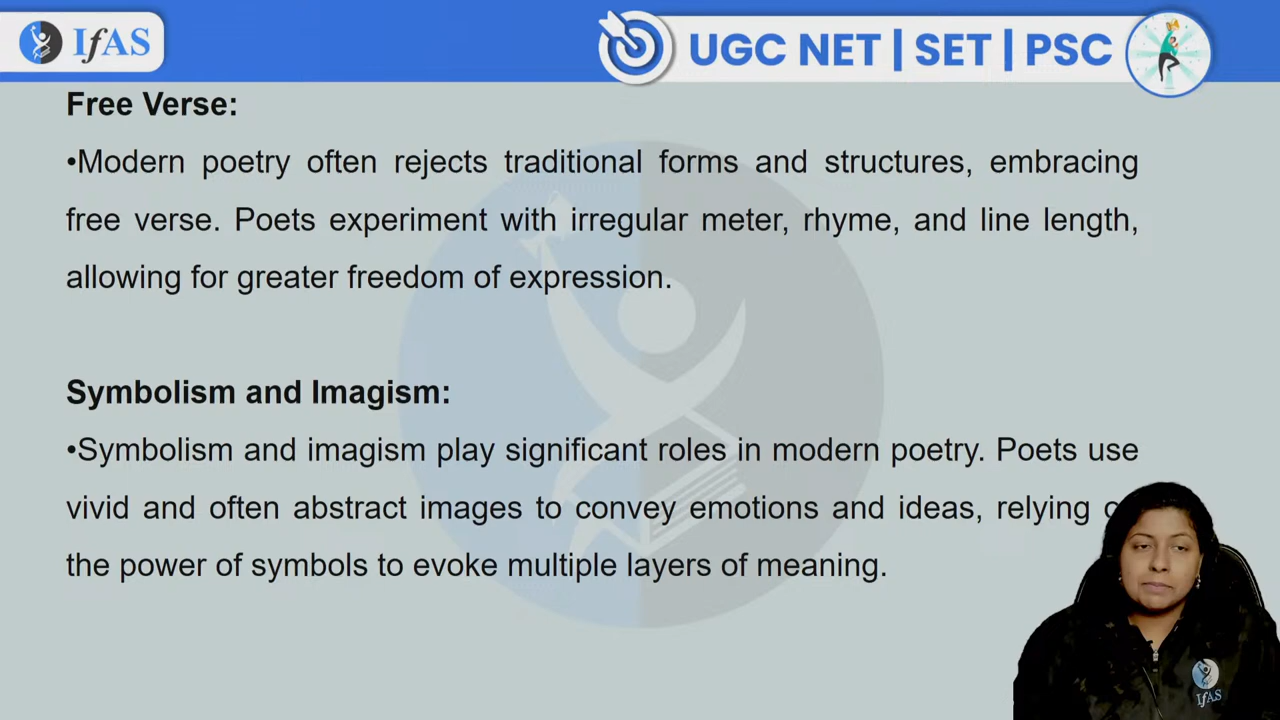 IfAS
UGC NET | SET | PSC
Free Verse:
•Modern poetry often rejects traditional forms and structures, embracing
free verse. Poets experiment with irregular meter, rhyme, and line length,
allowing for greater freedom of expression.
Symbolism and Imagism:
•Symbolism and imagism play significant roles in modern poetry. Poets use
vivid and often abstract images to convey emotions and ideas, relying
the power of symbols to evoke multiple layers of meaning.
IfAS